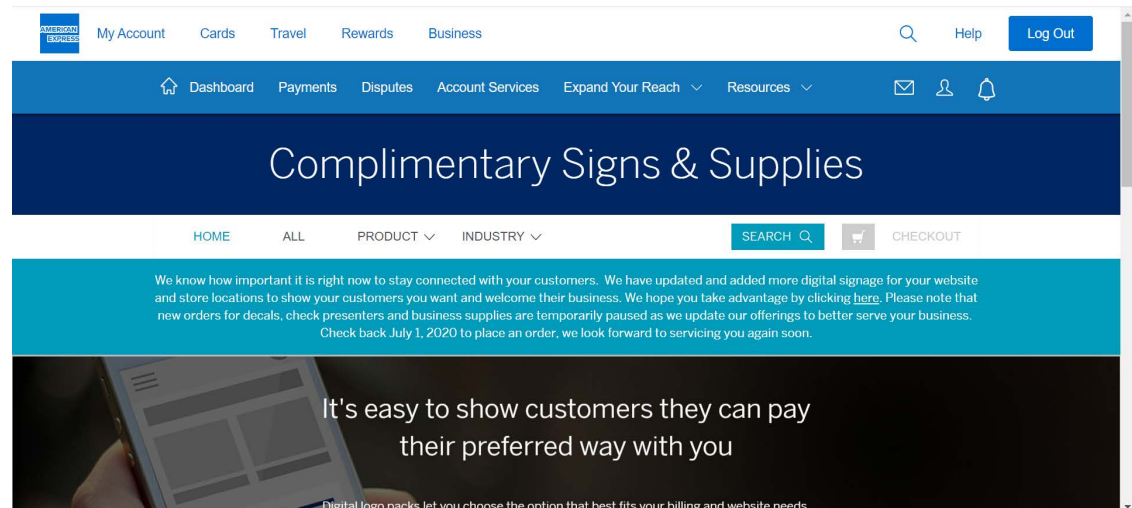 AMERICAN
EXPRESS
My Account Cards Travel Rewards Business Help Log Out
Dashboard Payments Disputes Account Services Expand Your Reach Resources
Complimentary Signs & Supplies
HOME ALL PRODUCT INDUSTRY SEARCH CHECKOUT
We know how important it is right now to stay connected with your customers. We have updated and added more digital signage for your website
and store locations to show your customers you want and welcome their business. We hope you take advantage by clicking here. Please note that
new orders for decals, check presenters and business supplies are temporarily paused as we update our offerings to better serve your business.
Check back July 1, 2020 to place an order, we look forward to servicing you again soon.
It's easy to show customers they can pay
their preferred way with you
Digital logo packs let you choose the option that best fits your billing and website needs